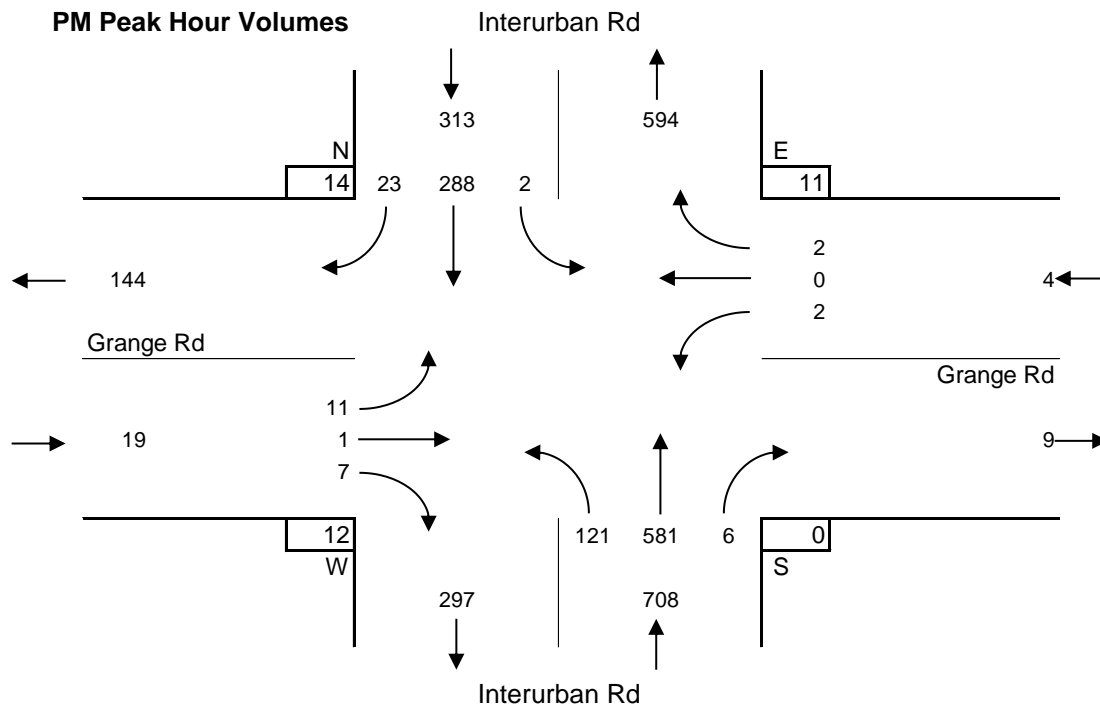 PM Peak Hour Volumes Interurban Rd
313 594
N E
14 23 288 2 11
2
144 0 4
2
Grange Rd
Grange Rd
11
19 1 9
7
12 121 581 6 0
W S
297 708
Interurban Rd